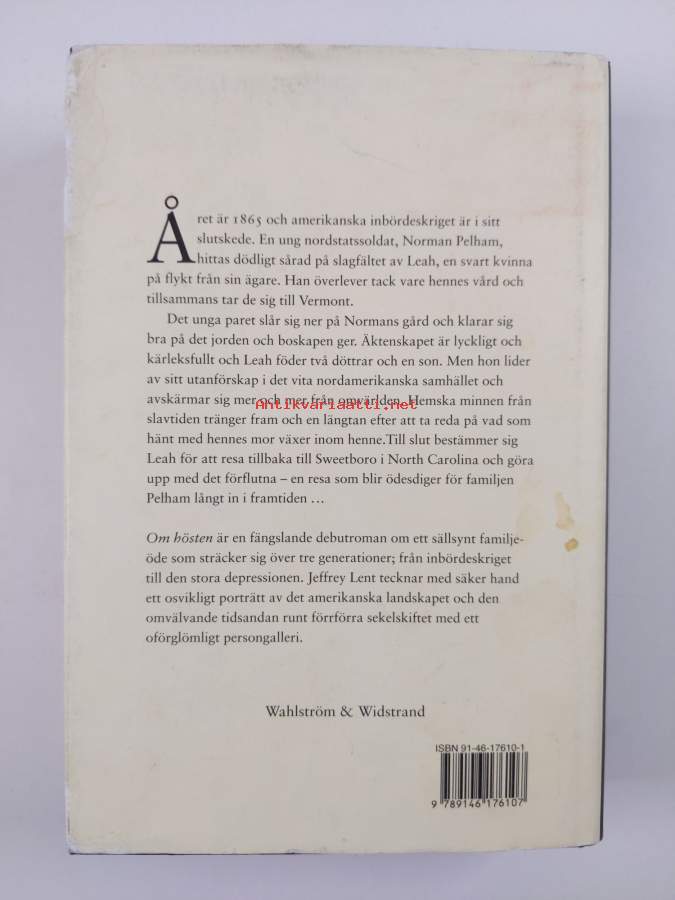 Året är 1865 och amerikanska inbördeskriget är i sitt
slutskede. En ung nordstatssoldat, Norman Pelham,
hittas dödligt sårad på slagfältet av Leah, en svart kvinna
på flykt från sin ägare. Han överlever tack vare hennes vård och
tillsammans tar de sig till Vermont.
Det unga paret slår sig ner på Normans gård och klarar sig
bra på det jorden och boskapen ger. Äktenskapet är lyckligt och
kärleksfullt och Leah föder två döttrar och en son. Men hon lider
av sitt utanförskap i det vita nordamerikanska samhället och
avskärmar sig mer och mer från omvärlden. Hemska minnen från
Antikvariaatti.net
slavtiden tränger fram och en längtan efter att ta reda på vad som
hänt med hennes mor växer inom henne.Till slut bestämmer sig
Leah för att resa tillbaka till Sweetboro i North Carolina och göra
upp med det förflutna – en resa som blir ödesdiger för familjen
Pelham långt in i framtiden ...
Om hösten är en fängslande debutroman om ett sällsynt familje-
öde som sträcker sig över tre generationer; från inbördeskriget
till den stora depressionen. Jeffrey Lent tecknar med säker hand
ett osvikligt porträtt av det amerikanska landskapet och den
omvälvande tidsandan runt förrförra sekelskiftet med ett
oförglömligt persongalleri.
Wahlström & Widstrand
ISBN 91-46-17610-1
9 789146 176107